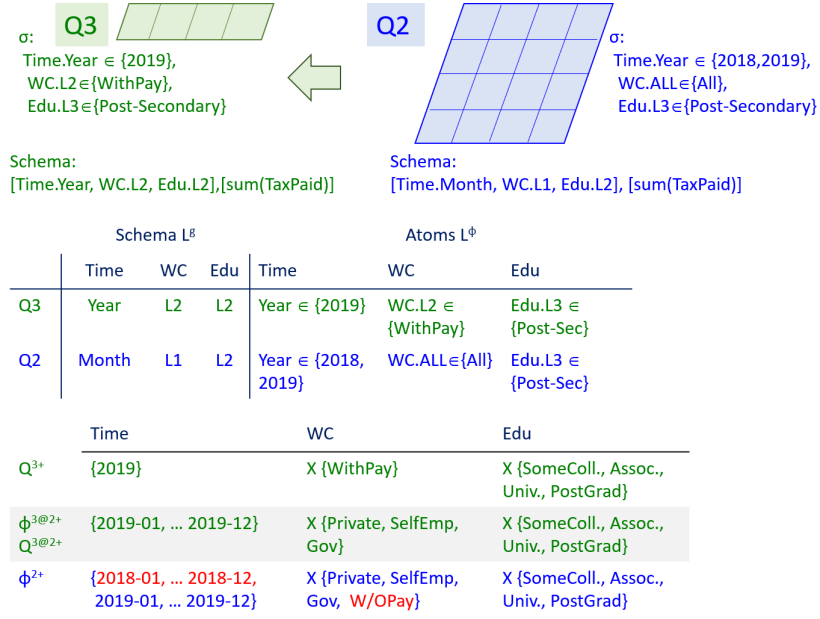 Q3
Q2
σ:
Time.Year ∈ {2019},
WC.L2∈{WithPay},
Edu.L3∈{Post-Secondary}
σ:
Time.Year ∈ {2018,2019},
WC.ALL∈{All},
Edu.L3∈{Post-Secondary}
Schema:
[Time.Year, WC.L2, Edu.L2],[sum(TaxPaid)]
Schema:
[Time.Month, WC.L1, Edu.L2], [sum(TaxPaid)]
Schema Lᵍ Atoms Lᶲ
Time WC Edu Time WC Edu
Q3 Year L2 L2 Year ∈ {2019} WC.L2 ∈ Edu.L3 ∈
{WithPay} {Post-Sec}
Q2 Month L1 L2 Year ∈ {2018, WC.ALL∈{All} Edu.L3 ∈
2019} {Post-Sec}
Time WC Edu
Q³⁺ {2019} X {WithPay} X {SomeColl., Assoc.,
Univ., PostGrad}
ϕ³@²⁺ {2019-01, … 2019-12} X {Private, SelfEmp, X {SomeColl., Assoc.,
Q³@²⁺ Gov} Univ., PostGrad}
ϕ²⁺ {2018-01, … 2018-12, X {Private, SelfEmp, X {SomeColl., Assoc.,
2019-01, … 2019-12} Gov, W/OPay} Univ., PostGrad}